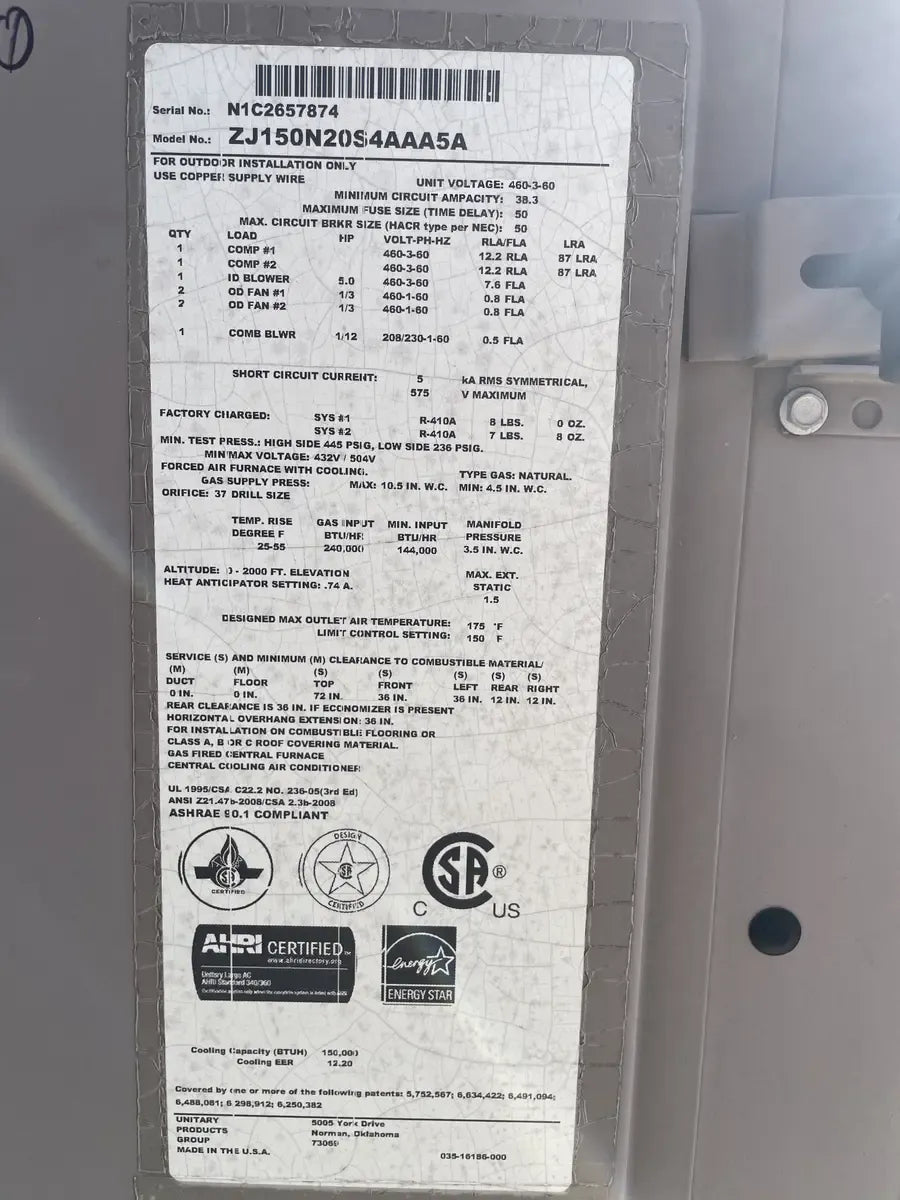 Serial No.: N1C2657874
Model No.: ZJ150N20S4AAA5A
FOR OUTDOOR INSTALLATION ONLY
USE COPPER SUPPLY WIRE
UNIT VOLTAGE: 460-3-60
MINIMUM CIRCUIT AMPACITY: 38.3
MAXIMUM FUSE SIZE (TIME DELAY): 50
MAX. CIRCUIT BRKR SIZE (HACR type per NEC): 50
QTY LOAD HP VOLT-PH-HZ RLA/FLA LRA
1 COMP #1 460-3-60 12.2 RLA 87 LRA
1 COMP #2 460-3-60 12.2 RLA 87 LRA
1 ID BLOWER 5.0 460-3-60 7.6 FLA
2 OD FAN #1 1/3 460-1-60 0.8 FLA
2 OD FAN #2 1/3 460-1-60 0.8 FLA
1 COMB BLWR 1/12 208/230-1-60 0.5 FLA
SHORT CIRCUIT CURRENT: 5 kA RMS SYMMETRICAL,
575 V MAXIMUM
FACTORY CHARGED: SYS #1 R-410A 8 LBS. 0 OZ.
SYS #2 R-410A 7 LBS. 8 OZ.
MIN. TEST PRESS.: HIGH SIDE 445 PSIG, LOW SIDE 236 PSIG.
MIN/MAX VOLTAGE: 432V / 504V
FORCED AIR FURNACE WITH COOLING. TYPE GAS: NATURAL.
GAS SUPPLY PRESS: MAX: 10.5 IN. W.C. MIN: 4.5 IN. W.C.
ORIFICE: 37 DRILL SIZE
TEMP. RISE GAS INPUT MIN. INPUT MANIFOLD
DEGREE F BTU/HR BTU/HR PRESSURE
25-55 240,000 144,000 3.5 IN. W.C.
ALTITUDE: 0 - 2000 FT. ELEVATION MAX. EXT.
HEAT ANTICIPATOR SETTING: .74 A. STATIC
1.5
DESIGNED MAX OUTLET AIR TEMPERATURE: 175 °F
LIMIT CONTROL SETTING: 150 F
SERVICE (S) AND MINIMUM (M) CLEARANCE TO COMBUSTIBLE MATERIAL/
(M) (M) (S) (S) (S) (S) (S)
DUCT FLOOR TOP FRONT LEFT REAR RIGHT
0 IN. 0 IN. 72 IN. 36 IN. 36 IN. 12 IN. 12 IN.
REAR CLEARANCE IS 36 IN. IF ECONOMIZER IS PRESENT
HORIZONTAL OVERHANG EXTENSION: 36 IN.
FOR INSTALLATION ON COMBUSTIBLE FLOORING OR
CLASS A, B OR C ROOF COVERING MATERIAL.
GAS FIRED CENTRAL FURNACE
CENTRAL COOLING AIR CONDITIONER
UL 1995/CSA C22.2 NO. 236-05(3rd Ed)
ANSI Z21.47b-2008/CSA 2.3b-2008
ASHRAE 90.1 COMPLIANT
CERTIFIED
DESIGN
CERTIFIED
SA ®
C US
AHRI CERTIFIED™
www.ahridirectory.org
Unitary Large AC
AHRI Standard 340/360
energy
ENERGY STAR
Cooling Capacity (BTUH) 150,000
Cooling EER 12.20
Covered by one or more of the following patents: 5,752,567; 6,634,422; 6,491,094;
6,488,081; 6,298,912; 6,250,382
UNITARY 5005 York Drive
PRODUCTS Norman, Oklahoma
GROUP 73069
MADE IN THE U.S.A. 035-16186-000